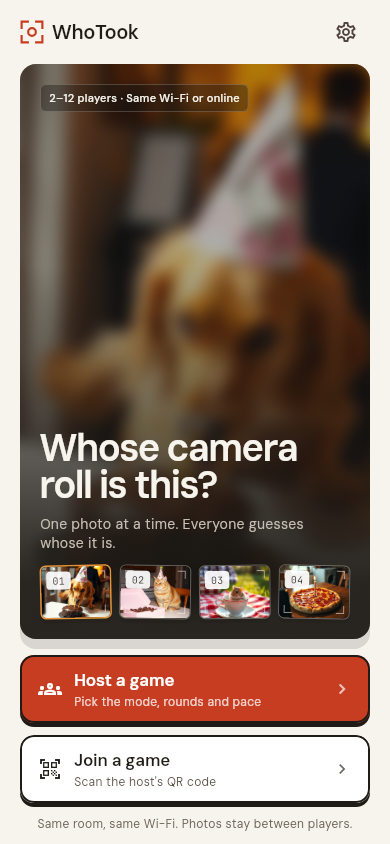 WhoTook
2–12 players · Same Wi-Fi or online
Whose camera
roll is this?
One photo at a time. Everyone guesses
whose it is.
01
02
03
04
Host a game
Pick the mode, rounds and pace
Join a game
Scan the host's QR code
Same room, same Wi-Fi. Photos stay between players.